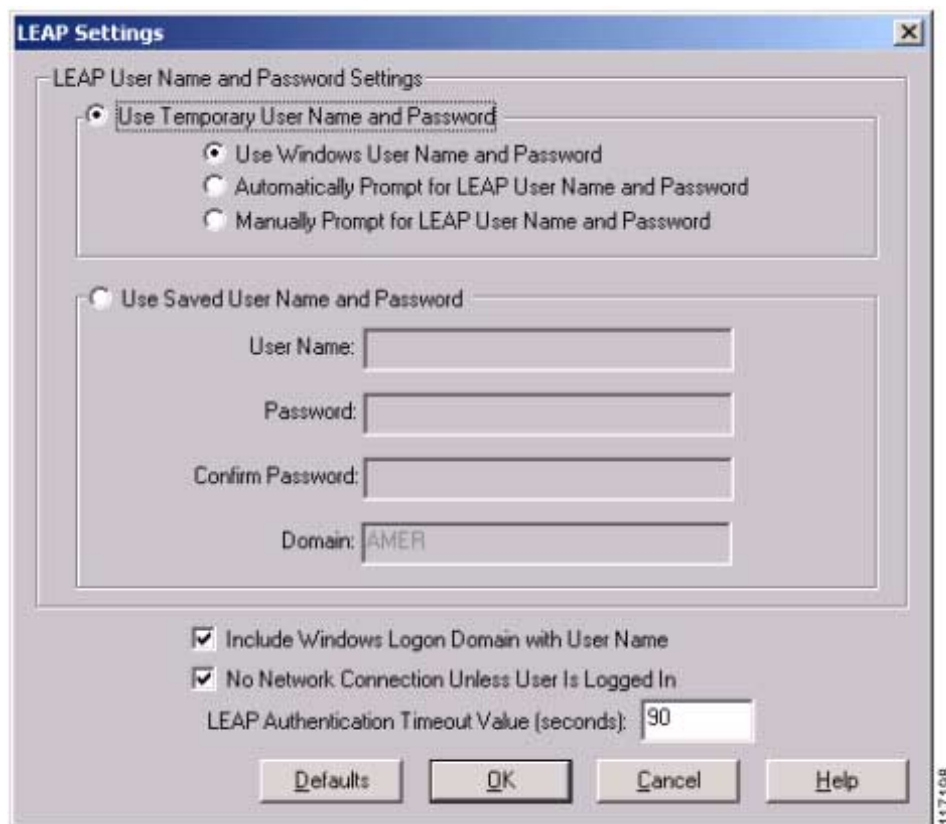 LEAP Settings
LEAP User Name and Password Settings
Use Temporary User Name and Password
Use Windows User Name and Password
Automatically Prompt for LEAP User Name and Password
Manually Prompt for LEAP User Name and Password
Use Saved User Name and Password
User Name:
Password:
Confirm Password:
Domain: AMER
Include Windows Logon Domain with User Name
No Network Connection Unless User Is Logged In
LEAP Authentication Timeout Value (seconds): 90
Defaults OK Cancel Help
117198